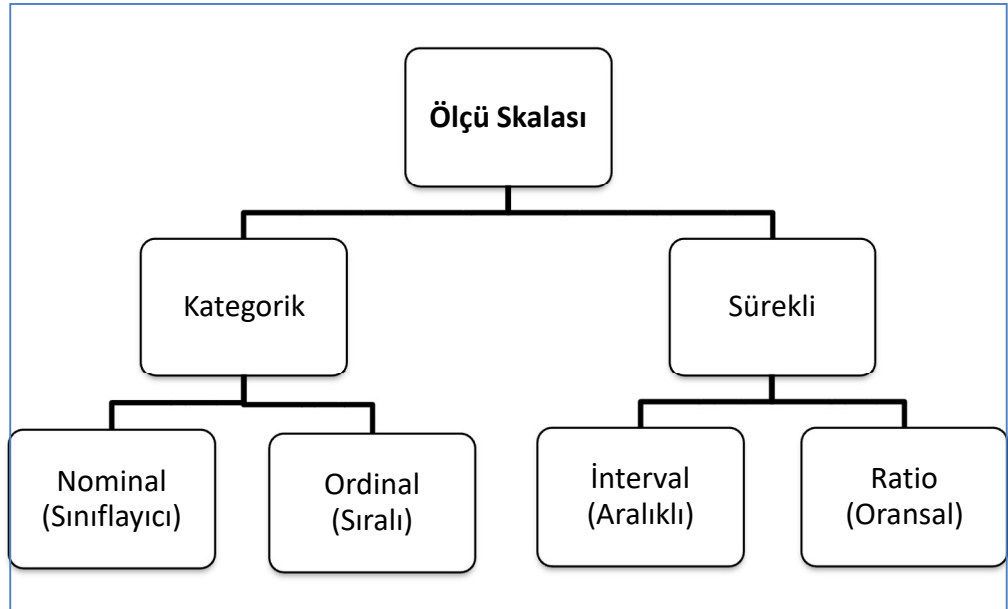 Ölçü Skalası
Kategorik
Sürekli
Nominal
(Sınıflayıcı)
Ordinal
(Sıralı)
İnterval
(Aralıklı)
Ratio
(Oransal)